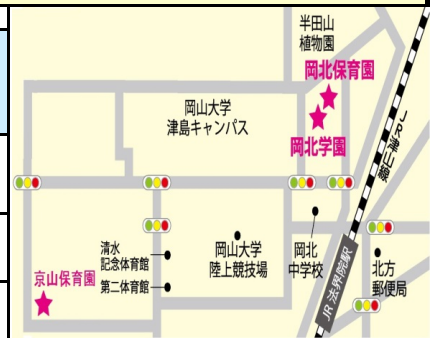 半田山
植物園
岡北保育園
岡山大学
津島キャンパス
岡北学園
JR津山線
清水
記念体育館
第二体育館
岡山大学
陸上競技場
岡北
中学校
京山保育園
JR 法界院駅
北方
郵便局